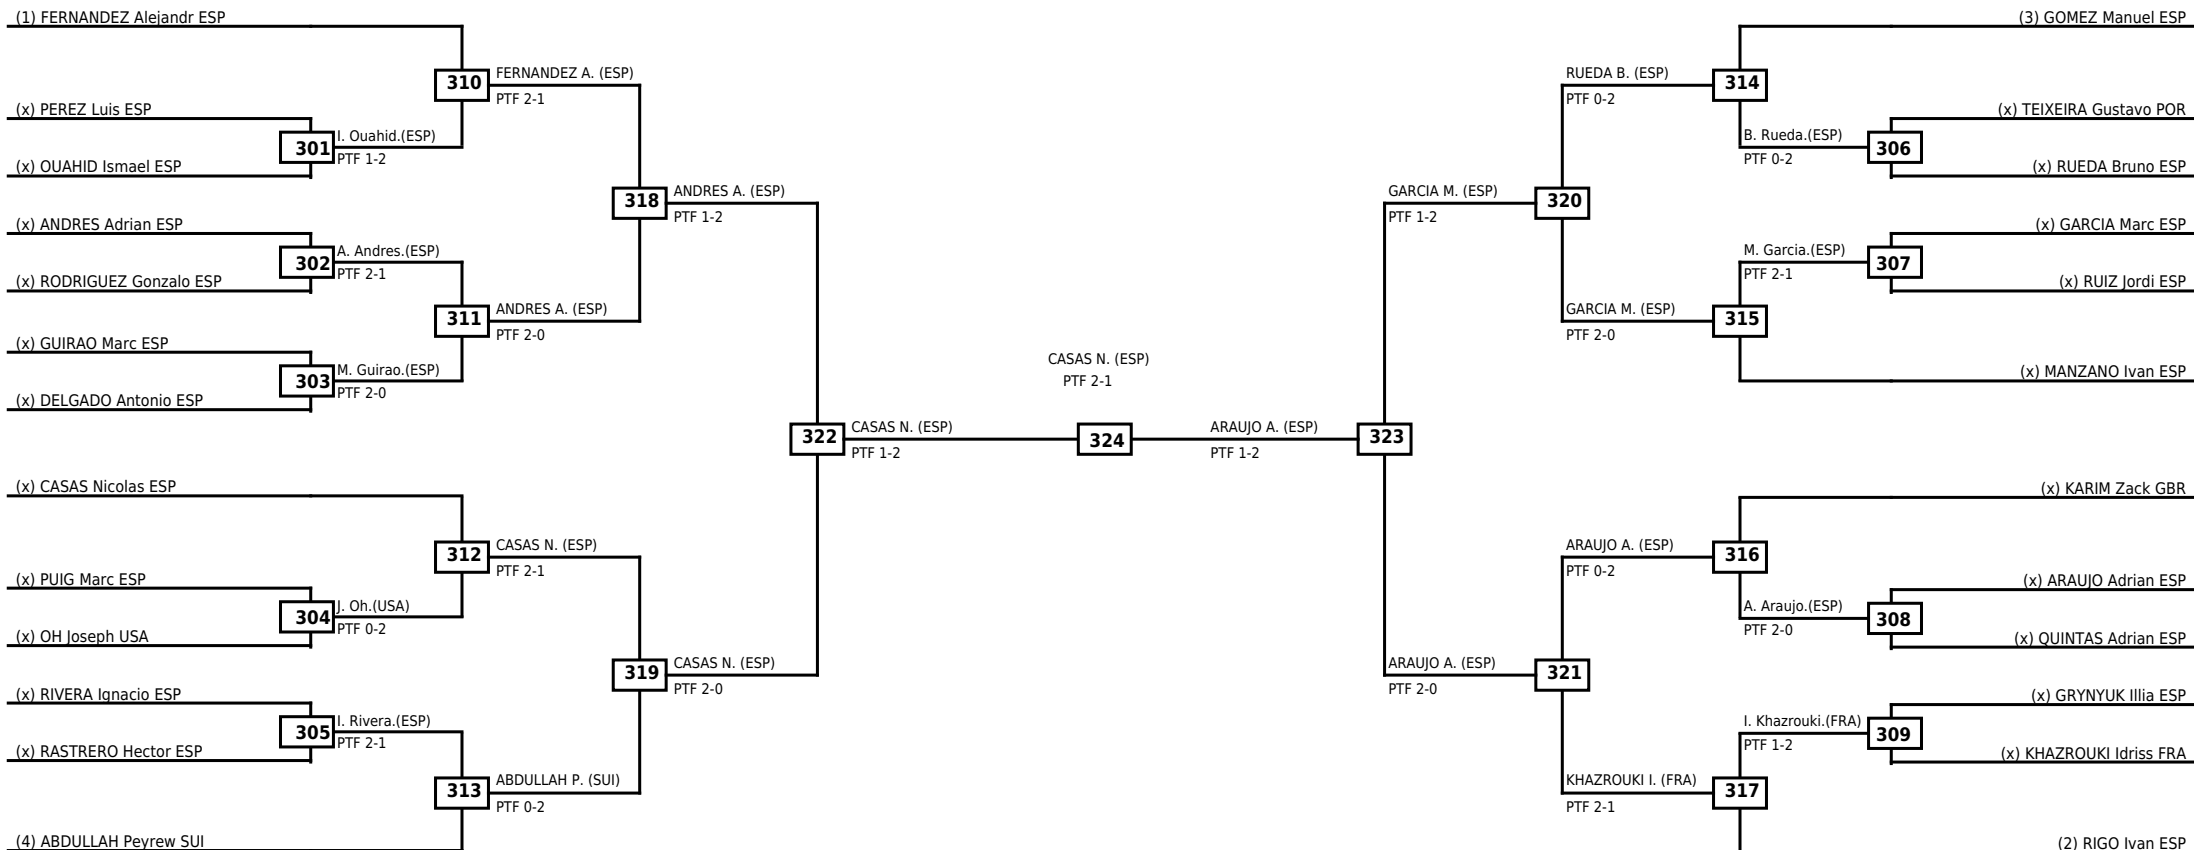 (1) FERNANDEZ Alejandr ESP
310
FERNANDEZ A. (ESP)
PTF 2-1
(x) PEREZ Luis ESP
301
I. Ouahid.(ESP)
PTF 1-2
(x) OUAHID Ismael ESP
318
ANDRES A. (ESP)
PTF 1-2
(x) ANDRES Adrian ESP
302
A. Andres.(ESP)
PTF 2-1
(x) RODRIGUEZ Gonzalo ESP
311
ANDRES A. (ESP)
PTF 2-0
(x) GUIRAO Marc ESP
303
M. Guirao.(ESP)
PTF 2-0
(x) DELGADO Antonio ESP
322
CASAS N. (ESP)
PTF 1-2
(x) CASAS Nicolas ESP
312
CASAS N. (ESP)
PTF 2-1
(x) PUIG Marc ESP
304
J. Oh.(USA)
PTF 0-2
(x) OH Joseph USA
319
CASAS N. (ESP)
PTF 2-0
(x) RIVERA Ignacio ESP
305
I. Rivera.(ESP)
PTF 2-1
(x) RASTRERO Hector ESP
313
ABDULLAH P. (SUI)
PTF 0-2
(4) ABDULLAH Peyrew SUI
CASAS N. (ESP)
PTF 2-1
324
ARAUJO A. (ESP)
PTF 1-2
323
(3) GOMEZ Manuel ESP
RUEDA B. (ESP)
PTF 0-2
314
(x) TEIXEIRA Gustavo POR
B. Rueda.(ESP)
PTF 0-2
306
(x) RUEDA Bruno ESP
GARCIA M. (ESP)
PTF 1-2
320
(x) GARCIA Marc ESP
M. Garcia.(ESP)
PTF 2-1
307
(x) RUIZ Jordi ESP
GARCIA M. (ESP)
PTF 2-0
315
(x) MANZANO Ivan ESP
(x) KARIM Zack GBR
ARAUJO A. (ESP)
PTF 0-2
316
(x) ARAUJO Adrian ESP
A. Araujo.(ESP)
PTF 2-0
308
(x) QUINTAS Adrian ESP
ARAUJO A. (ESP)
PTF 2-0
321
(x) GRYNYUK Illia ESP
I. Khazrouki.(FRA)
PTF 1-2
309
(x) KHAZROUKI Idriss FRA
KHAZROUKI I. (FRA)
PTF 2-1
317
(2) RIGO Ivan ESP